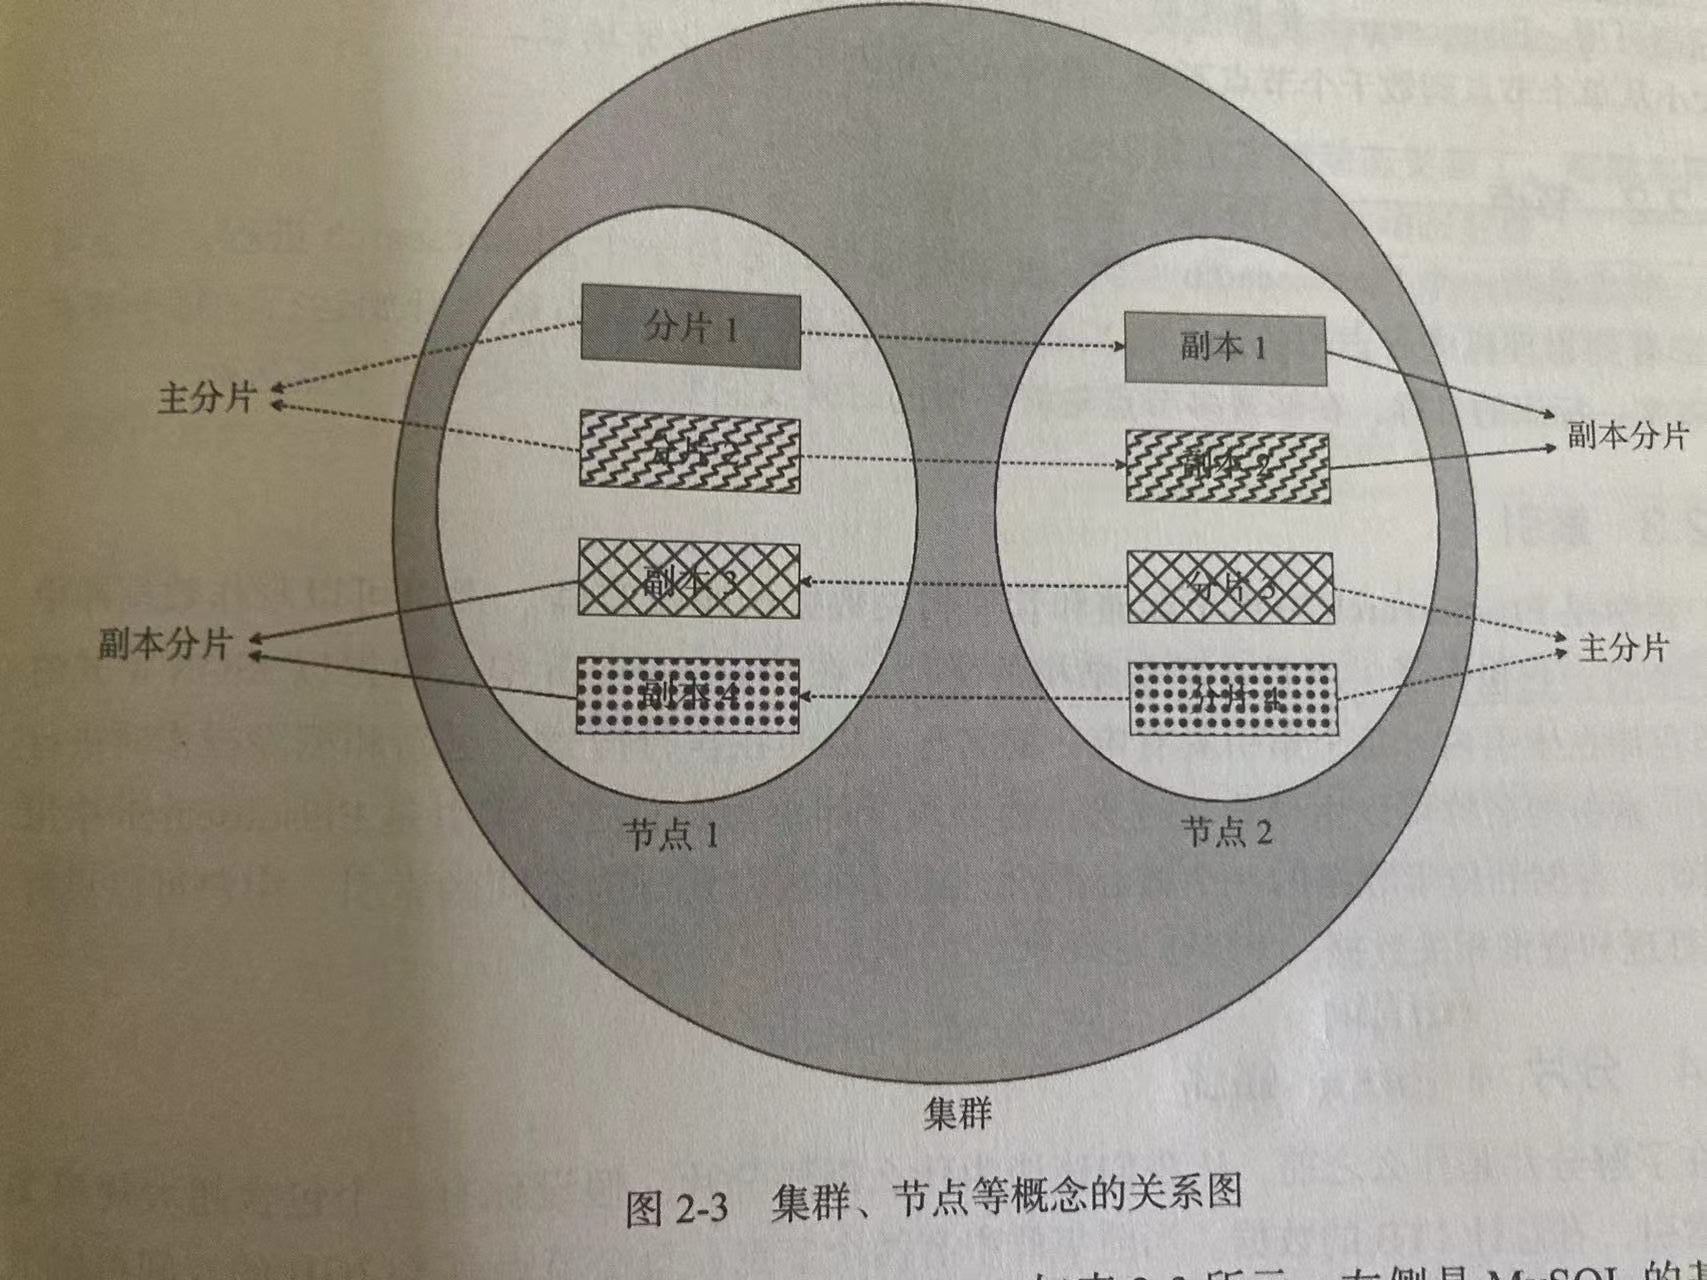 分片 1
副本 1
主分片
副本分片
分片 2
副本 2
副本 3
分片 3
副本分片
主分片
副本 4
分片 4
节点 1
节点 2
集群
图 2-3 集群、节点等概念的关系图